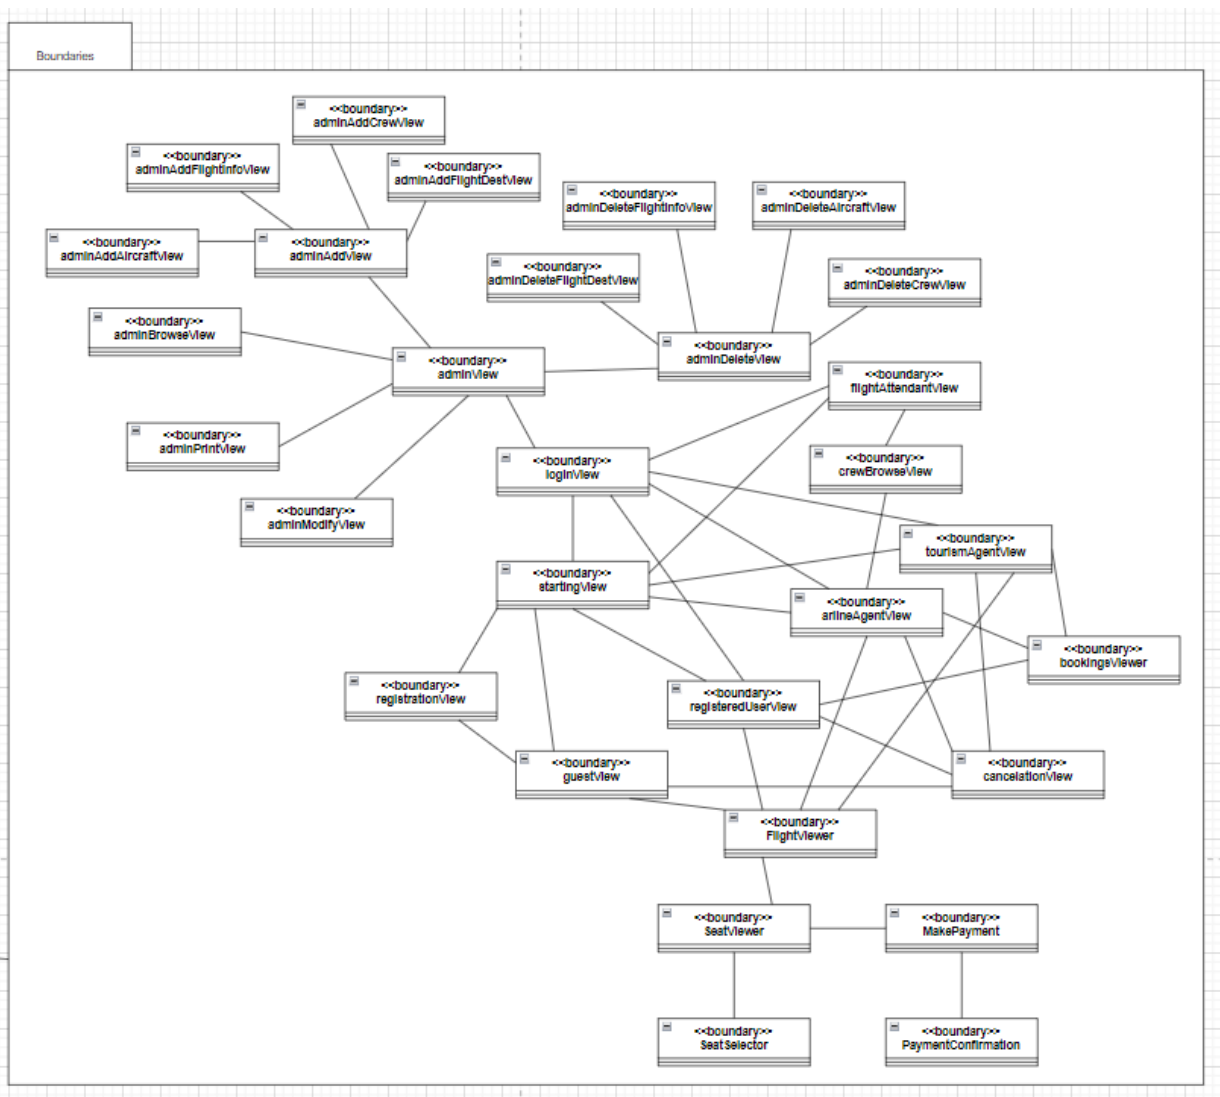 Boundaries
<<boundary>>
adminAddCrewView
<<boundary>>
adminAddFlightInfoView
<<boundary>>
adminAddFlightDestView
<<boundary>>
adminDeleteFlightInfoView
<<boundary>>
adminDeleteAircraftView
<<boundary>>
adminAddAircraftView
<<boundary>>
adminAddView
<<boundary>>
adminDeleteFlightDestView
<<boundary>>
adminDeleteCrewView
<<boundary>>
adminBrowseView
<<boundary>>
adminDeleteView
<<boundary>>
adminView
<<boundary>>
flightAttendantView
<<boundary>>
adminPrintView
<<boundary>>
loginView
<<boundary>>
crewBrowseView
<<boundary>>
adminModifyView
<<boundary>>
tourismAgentView
<<boundary>>
startingView
<<boundary>>
arlineAgentView
<<boundary>>
bookingsViewer
<<boundary>>
registrationView
<<boundary>>
registeredUserView
<<boundary>>
guestView
<<boundary>>
cancelationView
<<boundary>>
FlightViewer
<<boundary>>
SeatViewer
<<boundary>>
MakePayment
<<boundary>>
SeatSelector
<<boundary>>
PaymentConfirmation